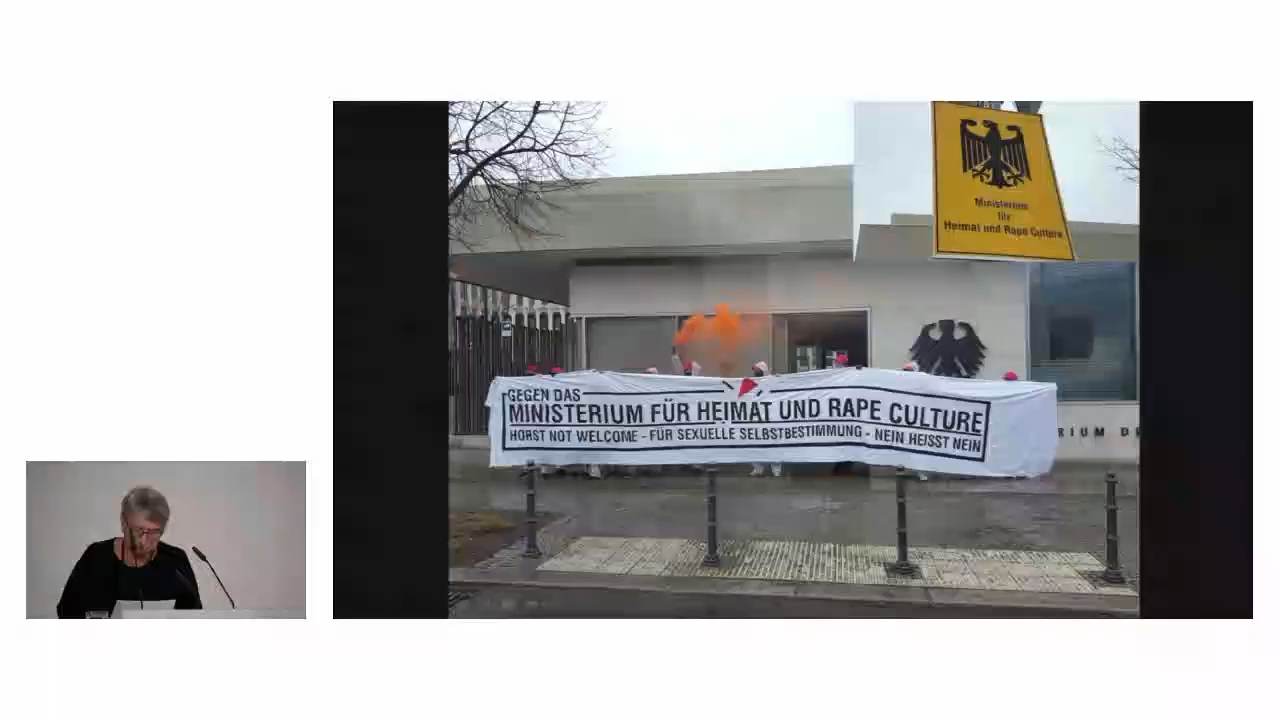 Ministerium
für
Heimat und Rape Culture
GEGEN DAS
MINISTERIUM FÜR HEIMAT UND RAPE CULTURE
HORST NOT WELCOME - FÜR SEXUELLE SELBSTBESTIMMUNG - NEIN HEISST NEIN
RIUM DE